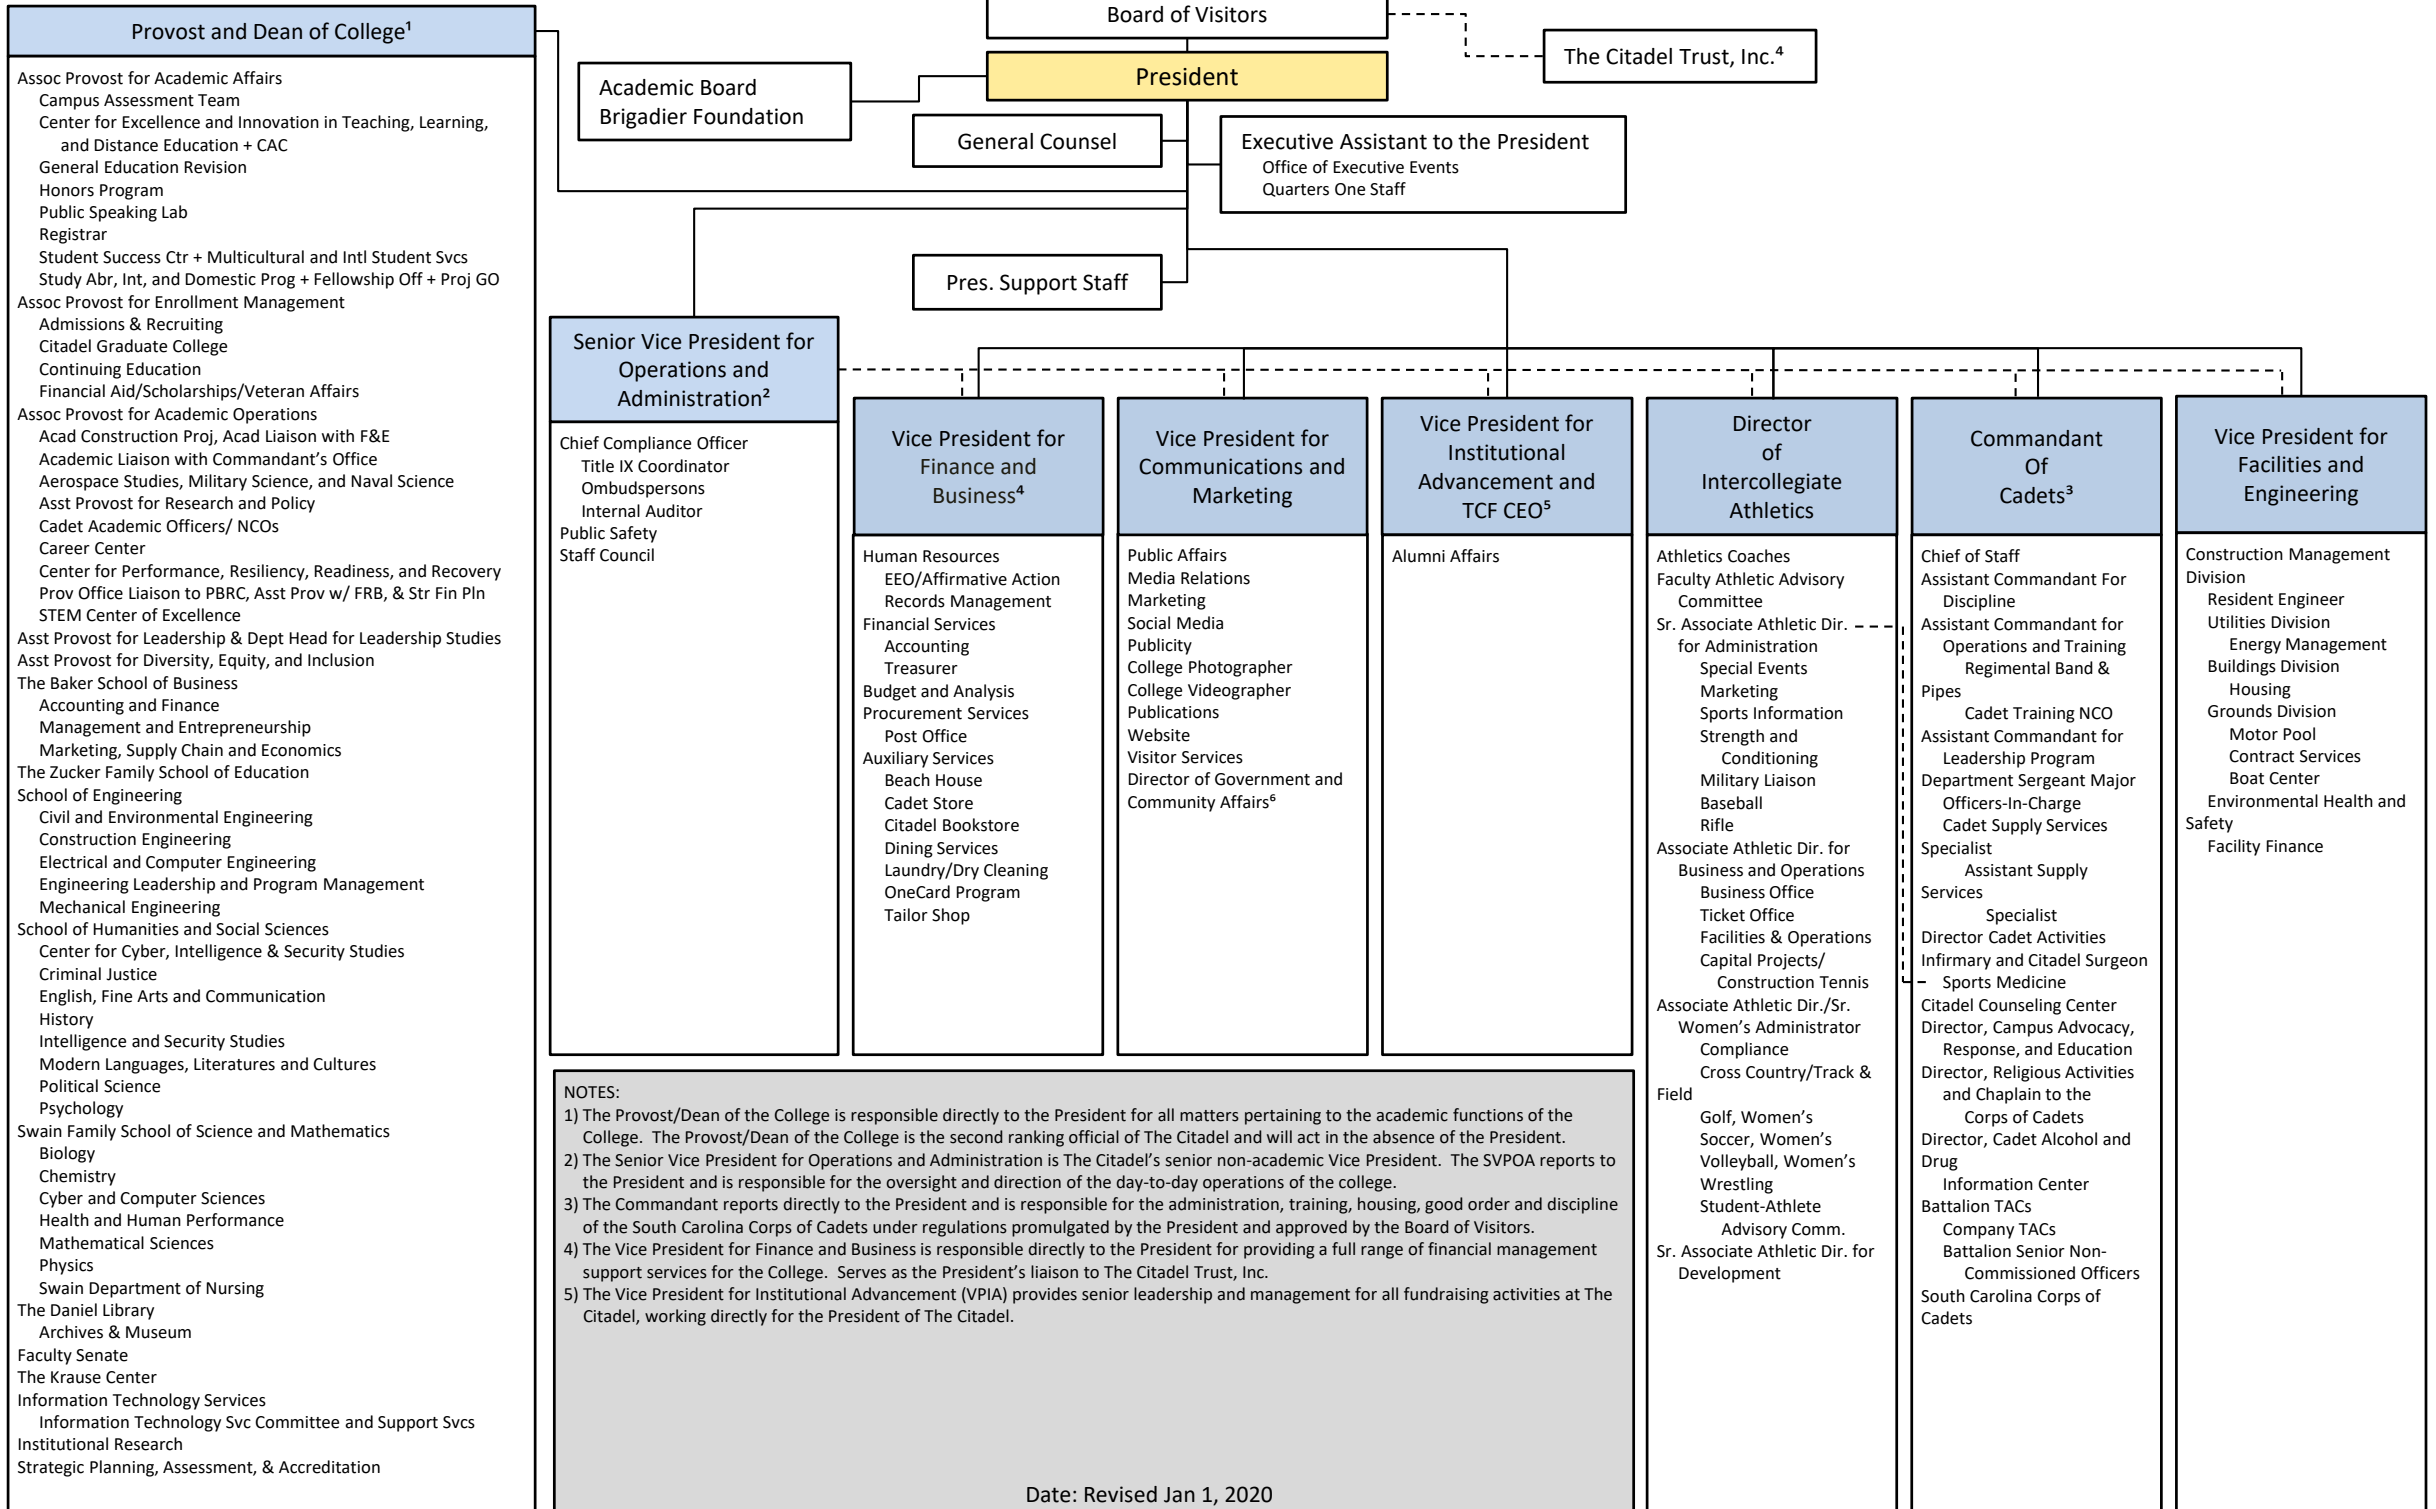 Board of Visitors
The Citadel Trust, Inc.⁴
President
Academic Board
Brigadier Foundation
General Counsel
Executive Assistant to the President
Office of Executive Events
Quarters One Staff
Pres. Support Staff
Provost and Dean of College¹
Assoc Provost for Academic Affairs
Campus Assessment Team
Center for Excellence and Innovation in Teaching, Learning,
and Distance Education + CAC
General Education Revision
Honors Program
Public Speaking Lab
Registrar
Student Success Ctr + Multicultural and Intl Student Svcs
Study Abr, Int, and Domestic Prog + Fellowship Off + Proj GO
Assoc Provost for Enrollment Management
Admissions & Recruiting
Citadel Graduate College
Continuing Education
Financial Aid/Scholarships/Veteran Affairs
Assoc Provost for Academic Operations
Acad Construction Proj, Acad Liaison with F&E
Academic Liaison with Commandant’s Office
Aerospace Studies, Military Science, and Naval Science
Asst Provost for Research and Policy
Cadet Academic Officers/ NCOs
Career Center
Center for Performance, Resiliency, Readiness, and Recovery
Prov Office Liaison to PBRC, Asst Prov w/ FRB, & Str Fin Pln
STEM Center of Excellence
Asst Provost for Leadership & Dept Head for Leadership Studies
Asst Provost for Diversity, Equity, and Inclusion
The Baker School of Business
Accounting and Finance
Management and Entrepreneurship
Marketing, Supply Chain and Economics
The Zucker Family School of Education
School of Engineering
Civil and Environmental Engineering
Construction Engineering
Electrical and Computer Engineering
Engineering Leadership and Program Management
Mechanical Engineering
School of Humanities and Social Sciences
Center for Cyber, Intelligence & Security Studies
Criminal Justice
English, Fine Arts and Communication
History
Intelligence and Security Studies
Modern Languages, Literatures and Cultures
Political Science
Psychology
Swain Family School of Science and Mathematics
Biology
Chemistry
Cyber and Computer Sciences
Health and Human Performance
Mathematical Sciences
Physics
Swain Department of Nursing
The Daniel Library
Archives & Museum
Faculty Senate
The Krause Center
Information Technology Services
Information Technology Svc Committee and Support Svcs
Institutional Research
Strategic Planning, Assessment, & Accreditation
Senior Vice President for
Operations and
Administration²
Chief Compliance Officer
Title IX Coordinator
Ombudspersons
Internal Auditor
Public Safety
Staff Council
Vice President for
Finance and
Business⁴
Human Resources
EEO/Affirmative Action
Records Management
Financial Services
Accounting
Treasurer
Budget and Analysis
Procurement Services
Post Office
Auxiliary Services
Beach House
Cadet Store
Citadel Bookstore
Dining Services
Laundry/Dry Cleaning
OneCard Program
Tailor Shop
Vice President for
Communications and
Marketing
Public Affairs
Media Relations
Marketing
Social Media
Publicity
College Photographer
College Videographer
Publications
Website
Visitor Services
Director of Government and
Community Affairs⁶
Vice President for
Institutional
Advancement and
TCF CEO⁵
Alumni Affairs
Director
of
Intercollegiate
Athletics
Athletics Coaches
Faculty Athletic Advisory
Committee
Sr. Associate Athletic Dir.
for Administration
Special Events
Marketing
Sports Information
Strength and
Conditioning
Military Liaison
Baseball
Rifle
Associate Athletic Dir. for
Business and Operations
Business Office
Ticket Office
Facilities & Operations
Capital Projects/
Construction Tennis
Associate Athletic Dir./Sr.
Women’s Administrator
Compliance
Cross Country/Track &
Field
Golf, Women’s
Soccer, Women’s
Volleyball, Women’s
Wrestling
Student-Athlete
Advisory Comm.
Sr. Associate Athletic Dir. for
Development
Commandant
Of
Cadets³
Chief of Staff
Assistant Commandant For
Discipline
Assistant Commandant for
Operations and Training
Regimental Band &
Pipes
Cadet Training NCO
Assistant Commandant for
Leadership Program
Department Sergeant Major
Officers-In-Charge
Cadet Supply Services
Specialist
Assistant Supply
Services
Specialist
Director Cadet Activities
Infirmary and Citadel Surgeon
Sports Medicine
Citadel Counseling Center
Director, Campus Advocacy,
Response, and Education
Director, Religious Activities
and Chaplain to the
Corps of Cadets
Director, Cadet Alcohol and
Drug
Information Center
Battalion TACs
Company TACs
Battalion Senior Non-
Commissioned Officers
South Carolina Corps of
Cadets
Vice President for
Facilities and
Engineering
Construction Management
Division
Resident Engineer
Utilities Division
Energy Management
Buildings Division
Housing
Grounds Division
Motor Pool
Contract Services
Boat Center
Environmental Health and
Safety
Facility Finance
NOTES:
1) The Provost/Dean of the College is responsible directly to the President for all matters pertaining to the academic functions of the
College. The Provost/Dean of the College is the second ranking official of The Citadel and will act in the absence of the President.
2) The Senior Vice President for Operations and Administration is The Citadel’s senior non-academic Vice President. The SVPOA reports to
the President and is responsible for the oversight and direction of the day-to-day operations of the college.
3) The Commandant reports directly to the President and is responsible for the administration, training, housing, good order and discipline
of the South Carolina Corps of Cadets under regulations promulgated by the President and approved by the Board of Visitors.
4) The Vice President for Finance and Business is responsible directly to the President for providing a full range of financial management
support services for the College. Serves as the President’s liaison to The Citadel Trust, Inc.
5) The Vice President for Institutional Advancement (VPIA) provides senior leadership and management for all fundraising activities at The
Citadel, working directly for the President of The Citadel.
Date: Revised Jan 1, 2020